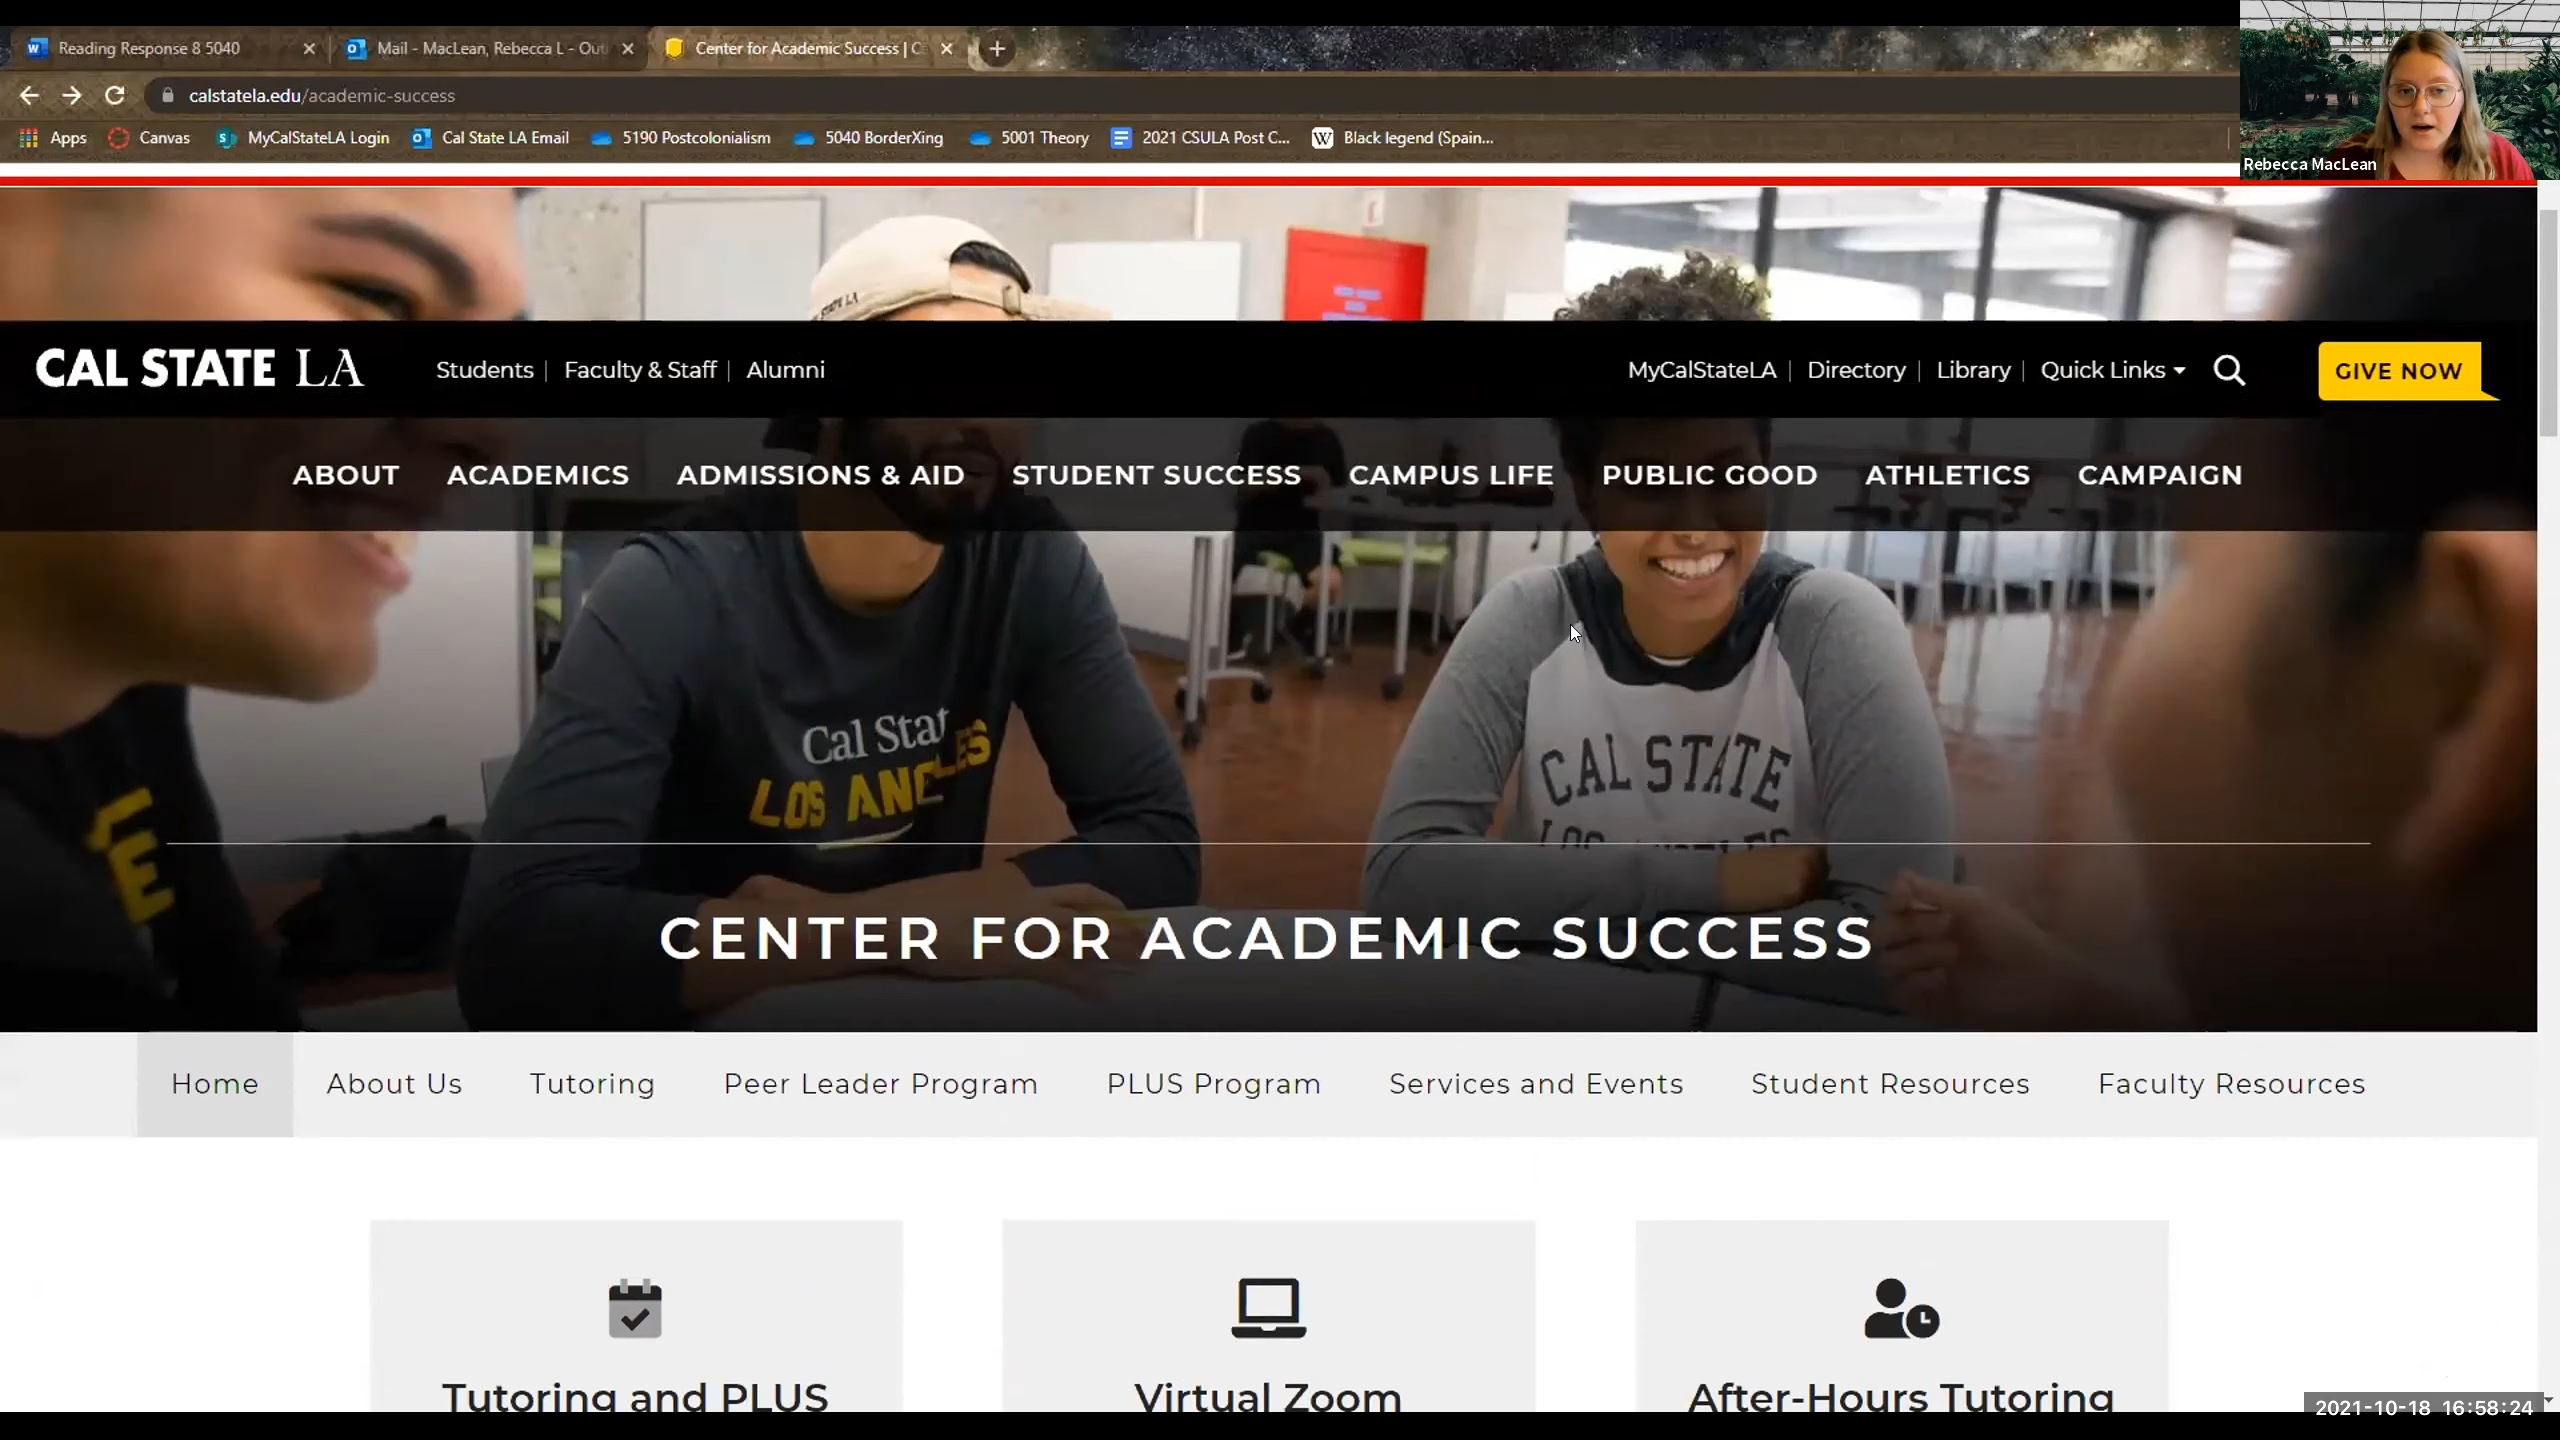 Reading Response 8 5040
Mail - MacLean, Rebecca L - Out
Center for Academic Success | C
calstatela.edu/academic-success
Apps Canvas MyCalStateLA Login Cal State LA Email 5190 Postcolonialism 5040 BorderXing 5001 Theory 2021 CSULA Post C... Black legend (Spain...
Rebecca MacLean
CAL STATE LA Students | Faculty & Staff | Alumni MyCalStateLA | Directory | Library | Quick Links GIVE NOW
ABOUT ACADEMICS ADMISSIONS & AID STUDENT SUCCESS CAMPUS LIFE PUBLIC GOOD ATHLETICS CAMPAIGN
Cal Stat
LOS ANGELES
CAL STATE
LOS ANGELES
CENTER FOR ACADEMIC SUCCESS
Home About Us Tutoring Peer Leader Program PLUS Program Services and Events Student Resources Faculty Resources
Tutoring and PLUS
Virtual Zoom
After-Hours Tutoring
2021-10-18 16:58:24